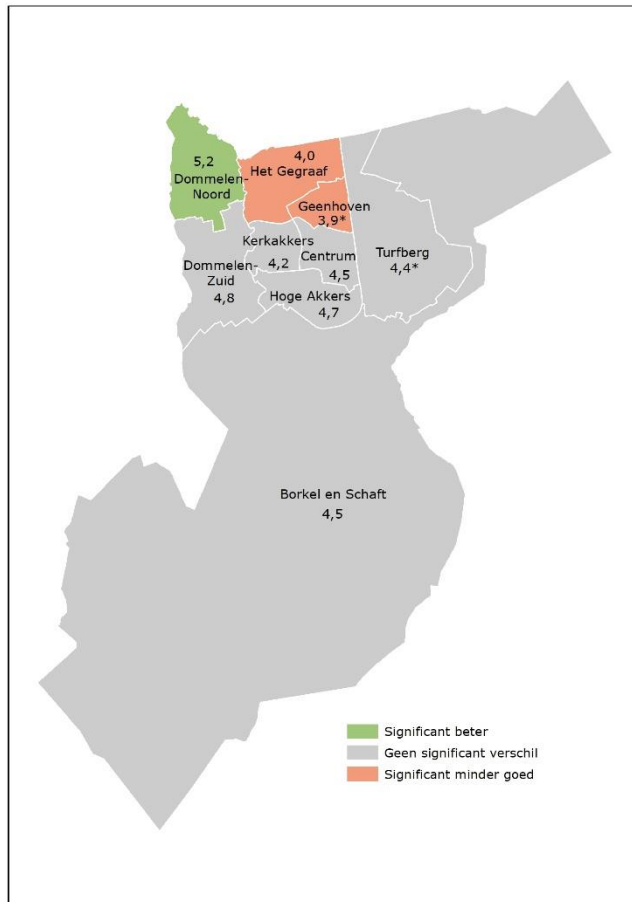 5,2
Dommelen-
Noord
4,0
Het Gegraaf
Geenhoven
3,9*
Kerkakkers
4,2
Centrum
4,5
Turfberg
4,4*
Dommelen-
Zuid
4,8
Hoge Akkers
4,7
Borkel en Schaft
4,5
Significant beter
Geen significant verschil
Significant minder goed